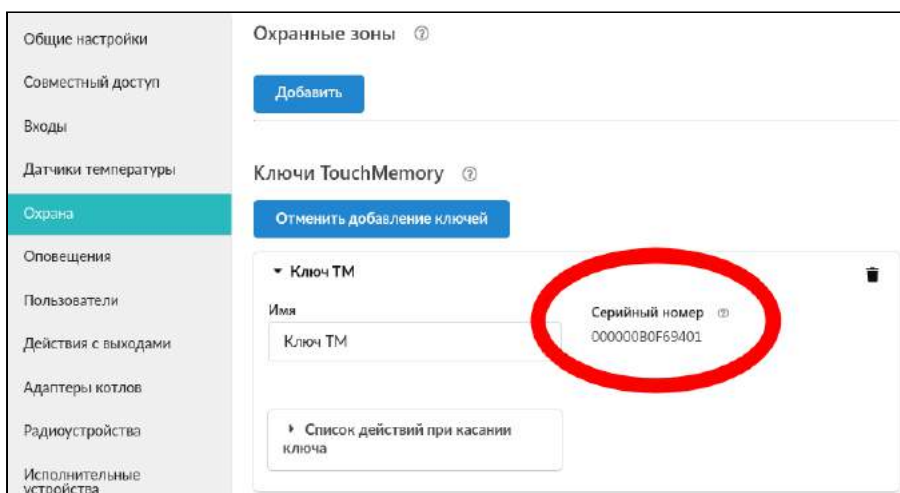 Общие настройки
Совместный доступ
Входы
Датчики температуры
Охрана
Оповещения
Пользователи
Действия с выходами
Адаптеры котлов
Радиоустройства
Исполнительные
устройства
Охранные зоны
Добавить
Ключи TouchMemory
Отменить добавление ключей
Ключ ТМ
Имя
Ключ ТМ
Серийный номер
000000B0F69401
Список действий при касании
ключа